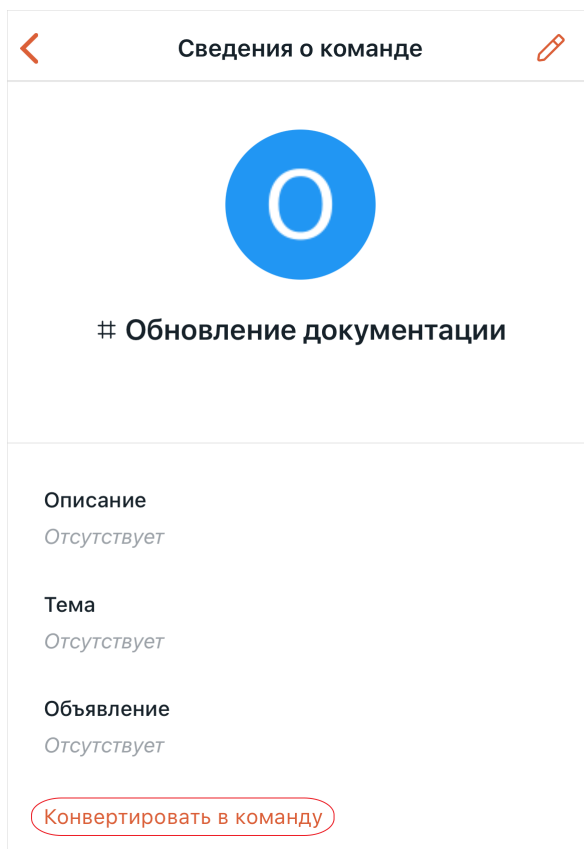 Сведения о команде
О
# Обновление документации
Описание
Отсутствует
Тема
Отсутствует
Объявление
Отсутствует
Конвертировать в команду